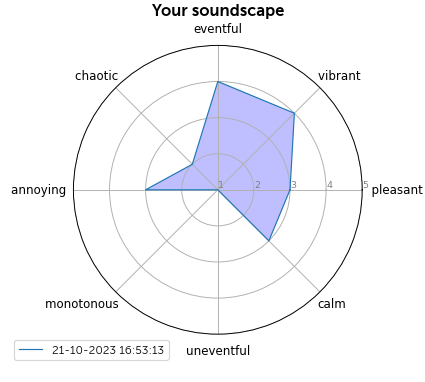 Your soundscape
eventful
chaotic
vibrant
annoying
1 2 3 4 5
pleasant
monotonous
calm
uneventful
21-10-2023 16:53:13